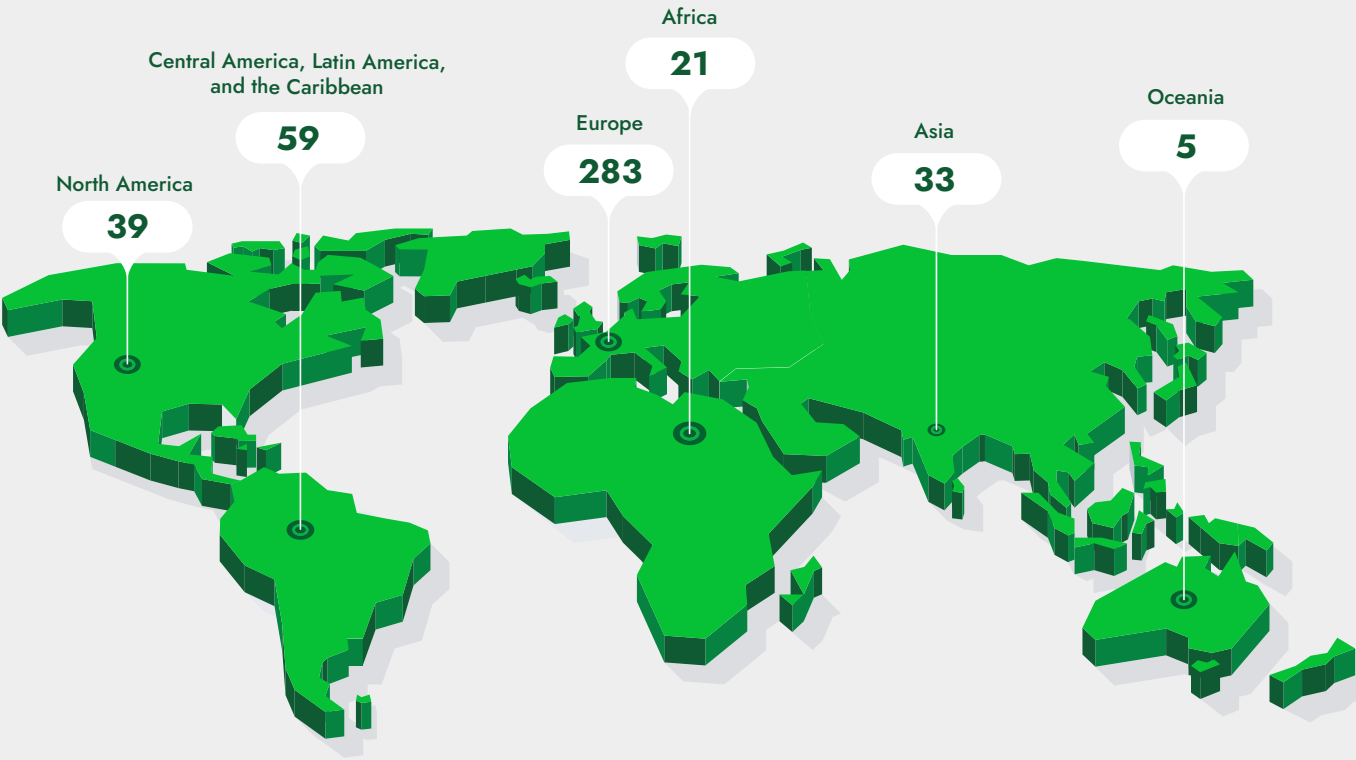 Africa
21
Central America, Latin America,
and the Caribbean
59
Oceania
5
Europe
283
Asia
33
North America
39